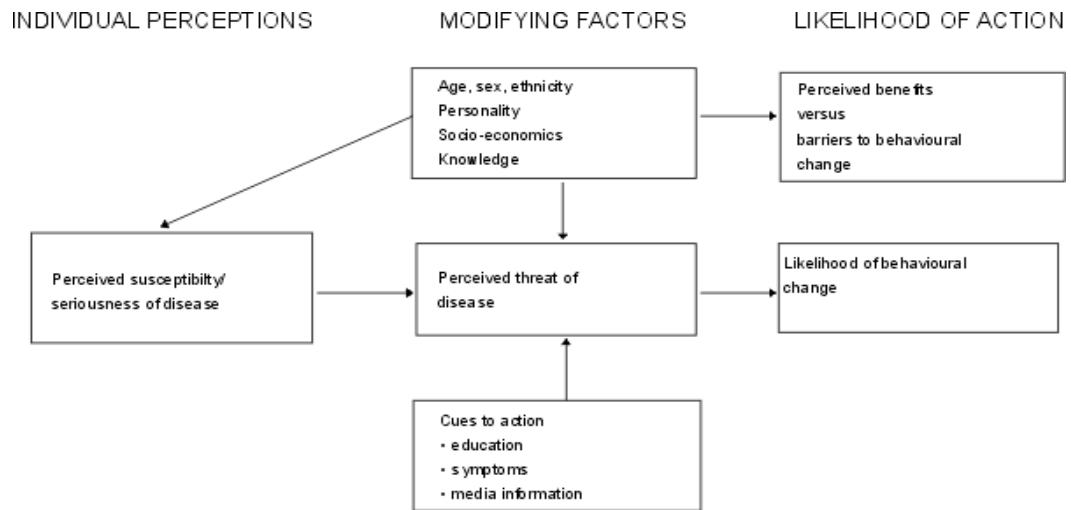 INDIVIDUAL PERCEPTIONS
MODIFYING FACTORS
LIKELIHOOD OF ACTION
Age, sex, ethnicity
Personality
Socio-economics
Knowledge
Perceived benefits
versus
barriers to behavioural
change
Perceived susceptibilty/
seriousness of disease
Perceived threat of
disease
Likelihood of behavioural
change
Cues to action
• education
• symptoms
• media information